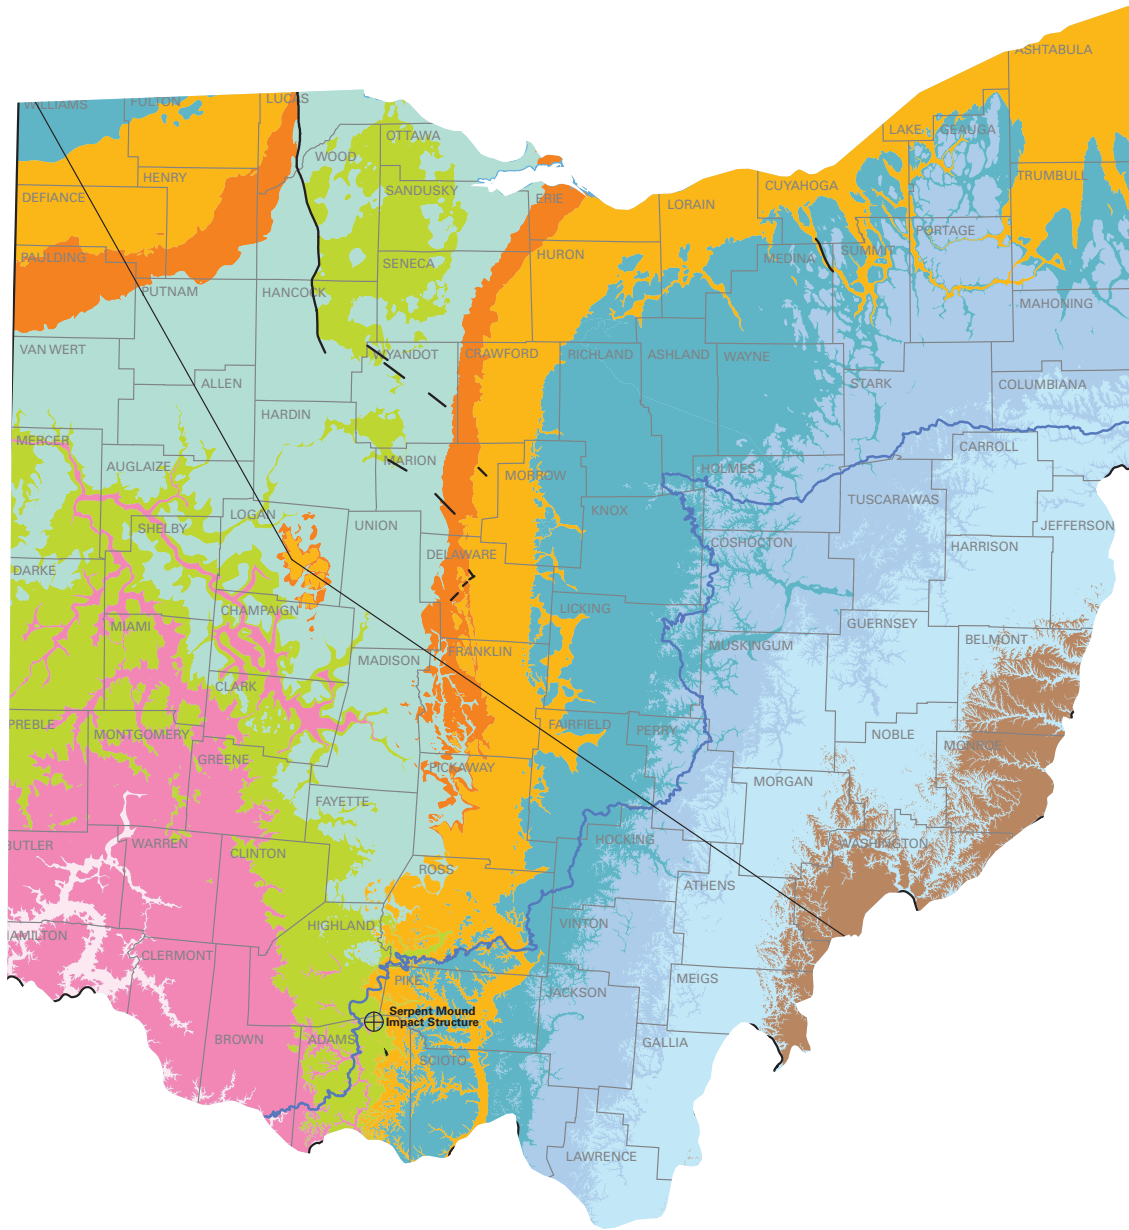 ASHTABULA
WILLIAMS
FULTON
LUCAS
LAKE
GEAUGA
OTTAWA
WOOD
HENRY
TRUMBULL
CUYAHOGA
SANDUSKY
DEFIANCE
ERIE
LORAIN
PORTAGE
SUMMIT
HURON
PAULDING
SENECA
MEDINA
PUTNAM
HANCOCK
MAHONING
VAN WERT
WYANDOT
CRAWFORD
RICHLAND
ASHLAND
WAYNE
ALLEN
STARK
COLUMBIANA
HARDIN
MERCER
CARROLL
AUGLAIZE
MARION
HOLMES
MORROW
TUSCARAWAS
LOGAN
KNOX
UNION
SHELBY
JEFFERSON
COSHOCTON
HARRISON
DELAWARE
DARKE
CHAMPAIGN
LICKING
MIAMI
GUERNSEY
BELMONT
MUSKINGUM
FRANKLIN
MADISON
CLARK
PREBLE
FAIRFIELD
PERRY
MONTGOMERY
NOBLE
MONROE
GREENE
PICKAWAY
MORGAN
FAYETTE
HOCKING
BUTLER
WARREN
WASHINGTON
CLINTON
ROSS
ATHENS
HIGHLAND
VINTON
HAMILTON
CLERMONT
PIKE
MEIGS
JACKSON
Serpent Mound
Impact Structure
BROWN
ADAMS
GALLIA
SCIOTO
LAWRENCE